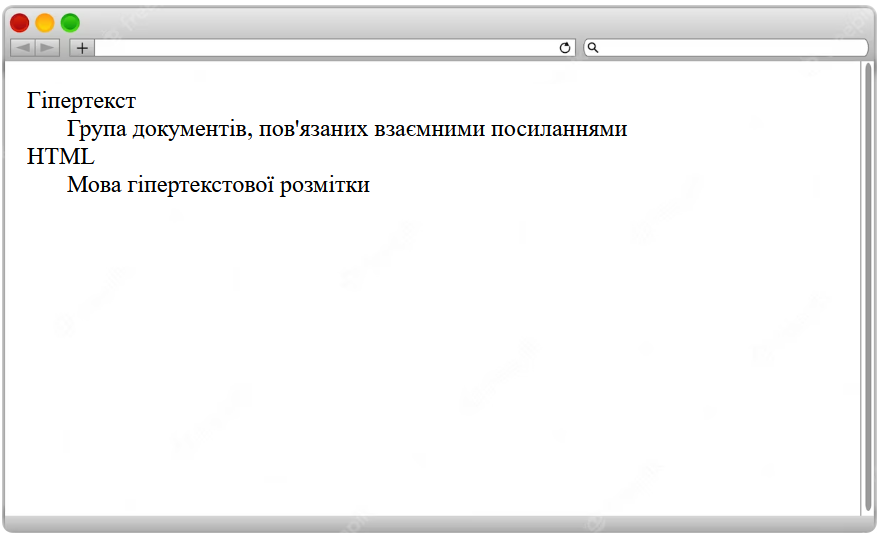 Гіпертекст
Група документів, пов'язаних взаємними посиланнями
HTML
Мова гіпертекстової розмітки